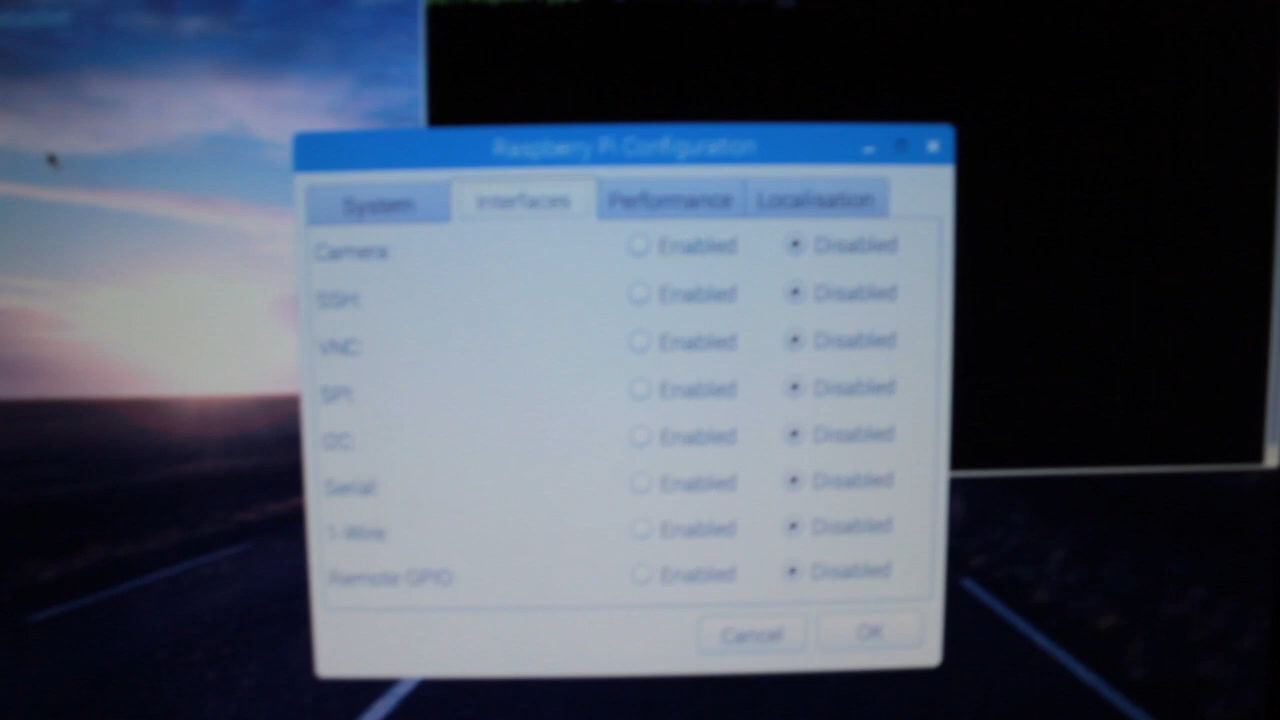 Raspberry Pi Configuration
System Interfaces Performance Localisation
Camera: Enabled Disabled
SSH: Enabled Disabled
VNC: Enabled Disabled
SPI: Enabled Disabled
I2C: Enabled Disabled
Serial: Enabled Disabled
1-Wire: Enabled Disabled
Remote GPIO: Enabled Disabled
Cancel OK